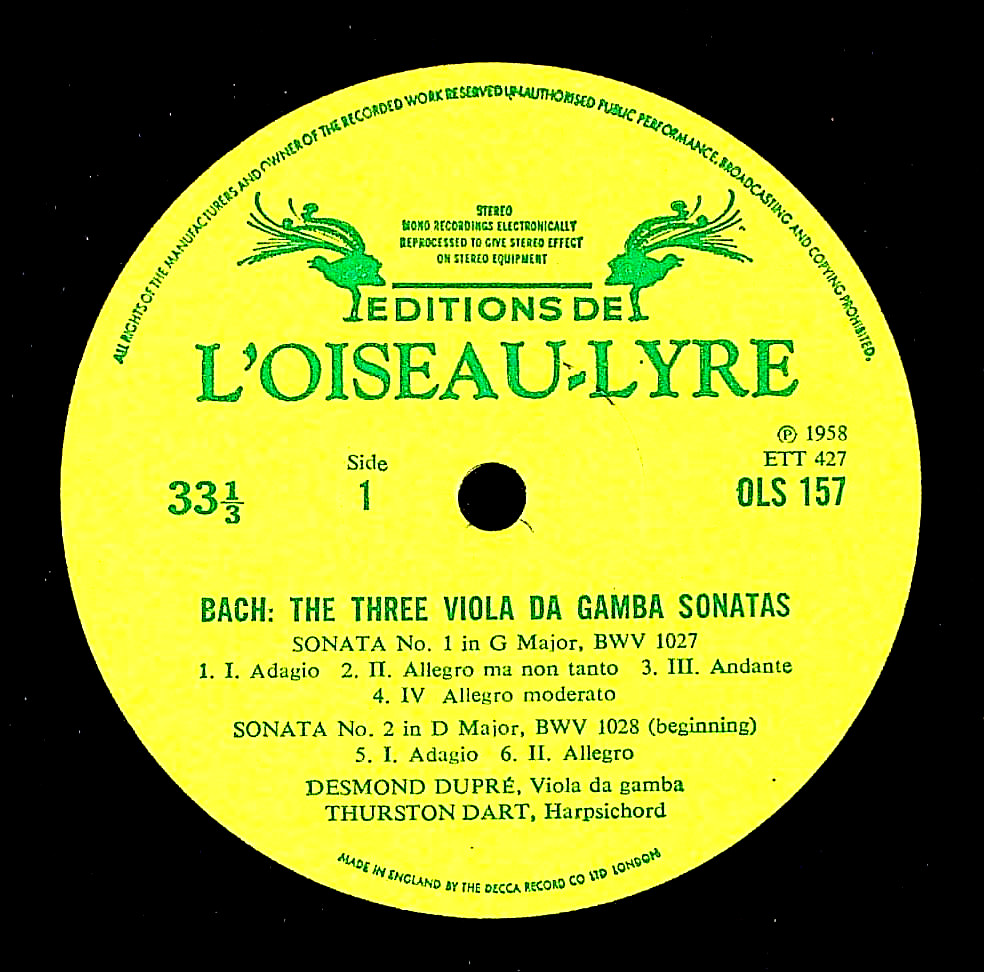 ALL RIGHTS OF THE MANUFACTURERS AND OWNER OF THE RECORDED WORK RESERVED UNAUTHORISED PUBLIC PERFORMANCE, BROADCASTING AND COPYING PROHIBITED.
STEREO
MONO RECORDINGS ELECTRONICALLY
REPROCESSED TO GIVE STEREO EFFECT
ON STEREO EQUIPMENT
EDITIONS DE
L'OISEAU-LYRE
℗ 1958
ETT 427
OLS 157
Side
1
33⅓
BACH: THE THREE VIOLA DA GAMBA SONATAS
SONATA No. 1 in G Major, BWV 1027
1. I. Adagio 2. II. Allegro ma non tanto 3. III. Andante
4. IV Allegro moderato
SONATA No. 2 in D Major, BWV 1028 (beginning)
5. I. Adagio 6. II. Allegro
DESMOND DUPRÉ, Viola da gamba
THURSTON DART, Harpsichord
MADE IN ENGLAND BY THE DECCA RECORD CO LTD LONDON